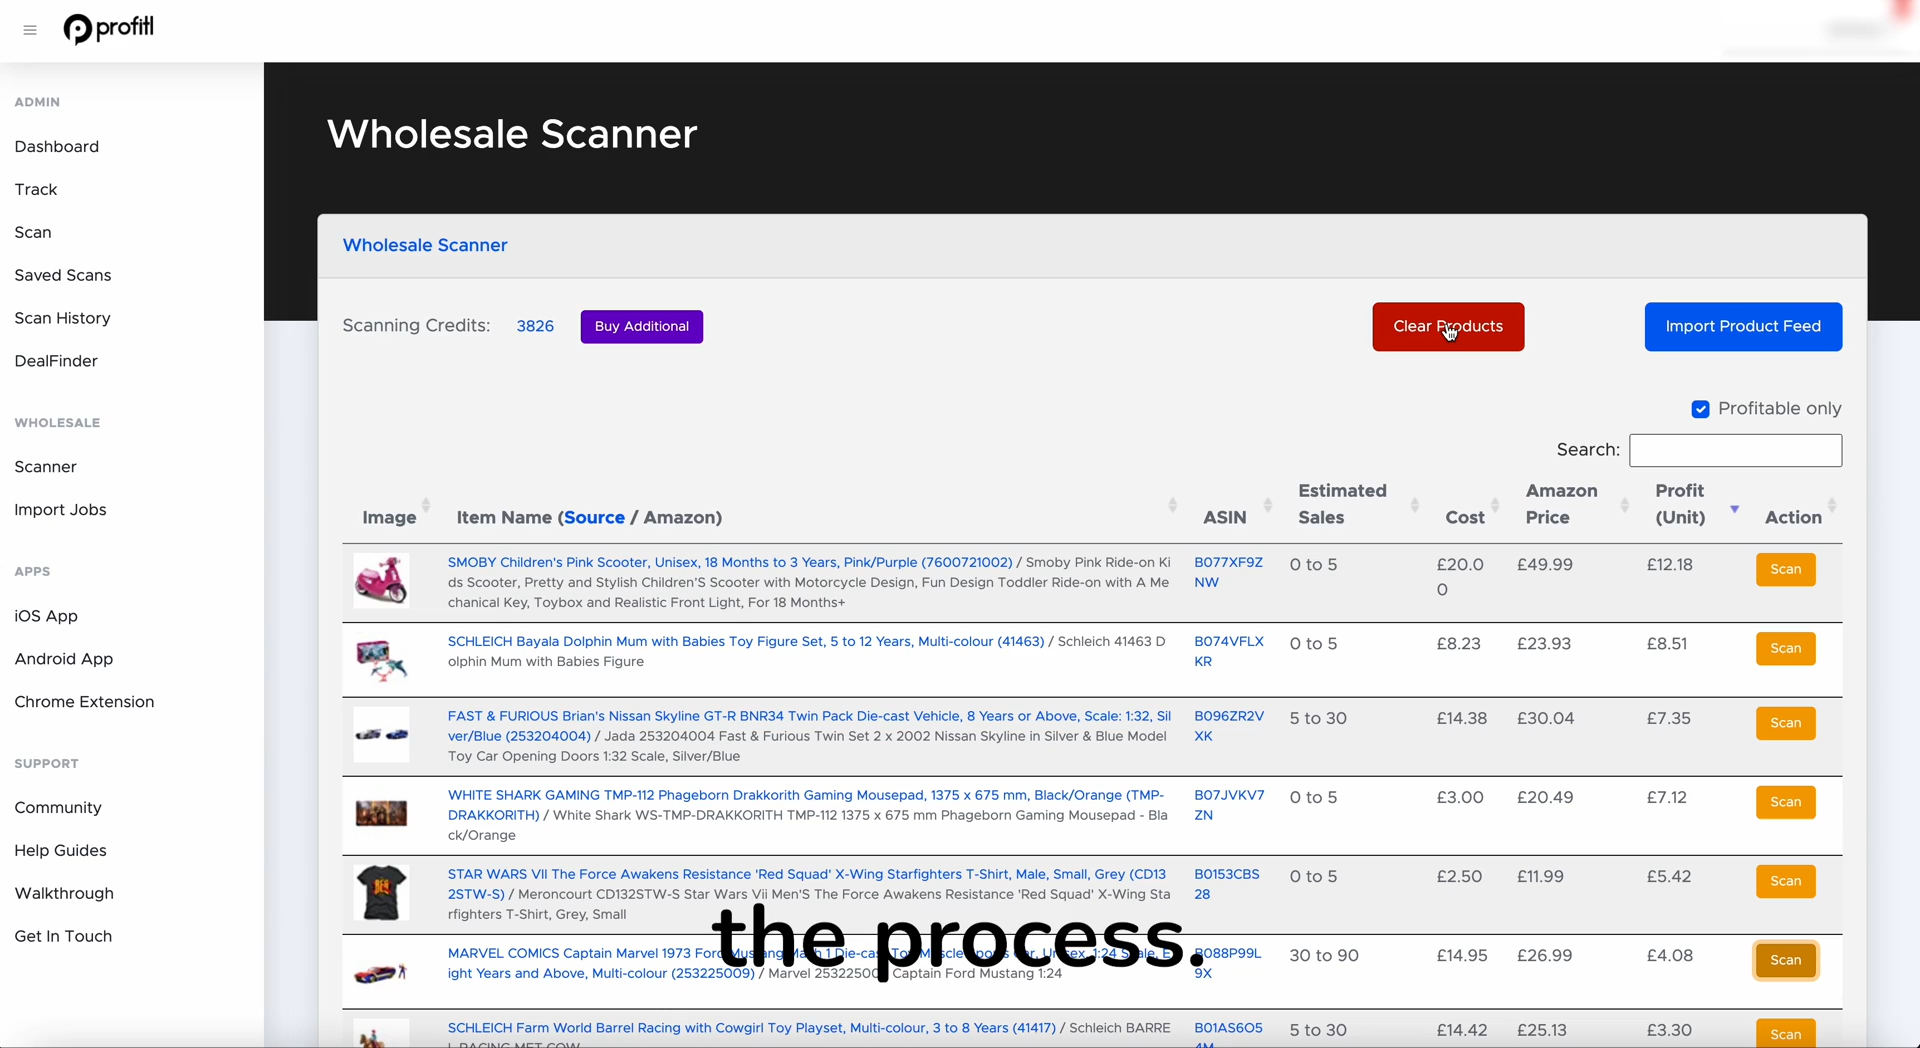 profitl
ADMIN
Dashboard
Track
Scan
Saved Scans
Scan History
DealFinder
WHOLESALE
Scanner
Import Jobs
APPS
iOS App
Android App
Chrome Extension
SUPPORT
Community
Help Guides
Walkthrough
Get In Touch
Wholesale Scanner
Wholesale Scanner
Scanning Credits: 3826 Buy Additional
Clear Products
Import Product Feed
Profitable only
Search:
Image Item Name (Source / Amazon) ASIN Estimated Sales Cost Amazon Price Profit (Unit) Action
SMOBY Children's Pink Scooter, Unisex, 18 Months to 3 Years, Pink/Purple (7600721002) / Smoby Pink Ride-on Ki
ds Scooter, Pretty and Stylish Children'S Scooter with Motorcycle Design, Fun Design Toddler Ride-on with A Me
chanical Key, Toybox and Realistic Front Light, For 18 Months+
B077XF9Z
NW
0 to 5
£20.0
0
£49.99
£12.18
Scan
SCHLEICH Bayala Dolphin Mum with Babies Toy Figure Set, 5 to 12 Years, Multi-colour (41463) / Schleich 41463 D
olphin Mum with Babies Figure
B074VFLX
KR
0 to 5
£8.23
£23.93
£8.51
Scan
FAST & FURIOUS Brian's Nissan Skyline GT-R BNR34 Twin Pack Die-cast Vehicle, 8 Years or Above, Scale: 1:32, Sil
ver/Blue (253204004) / Jada 253204004 Fast & Furious Twin Set 2 x 2002 Nissan Skyline in Silver & Blue Model
Toy Car Opening Doors 1:32 Scale, Silver/Blue
B096ZR2V
XK
5 to 30
£14.38
£30.04
£7.35
Scan
WHITE SHARK GAMING TMP-112 Phageborn Drakkorith Gaming Mousepad, 1375 x 675 mm, Black/Orange (TMP-
DRAKKORITH) / White Shark WS-TMP-DRAKKORITH TMP-112 1375 x 675 mm Phageborn Gaming Mousepad - Bla
ck/Orange
B07JVKV7
ZN
0 to 5
£3.00
£20.49
£7.12
Scan
STAR WARS VII The Force Awakens Resistance 'Red Squad' X-Wing Starfighters T-Shirt, Male, Small, Grey (CD13
2STW-S) / Meroncourt CD132STW-S Star Wars Vii Men'S The Force Awakens Resistance 'Red Squad' X-Wing Sta
rfighters T-Shirt, Grey, Small
B0153CBS
28
0 to 5
£2.50
£11.99
£5.42
Scan
the process.
MARVEL COMICS Captain Marvel 1973 Ford Mustang Mach 1 Die-cast 1:24 Scale, E
ight Years and Above, Multi-colour (253225009) / Marvel Captain Ford Mustang 1:24
B088P99L
9X
30 to 90
£14.95
£26.99
£4.08
Scan
SCHLEICH Farm World Barrel Racing with Cowgirl Toy Playset, Multi-colour, 3 to 8 Years (41417) / Schleich BARRE
L RACING MET COW
B01AS6O5
4M
5 to 30
£14.42
£25.13
£3.30
Scan